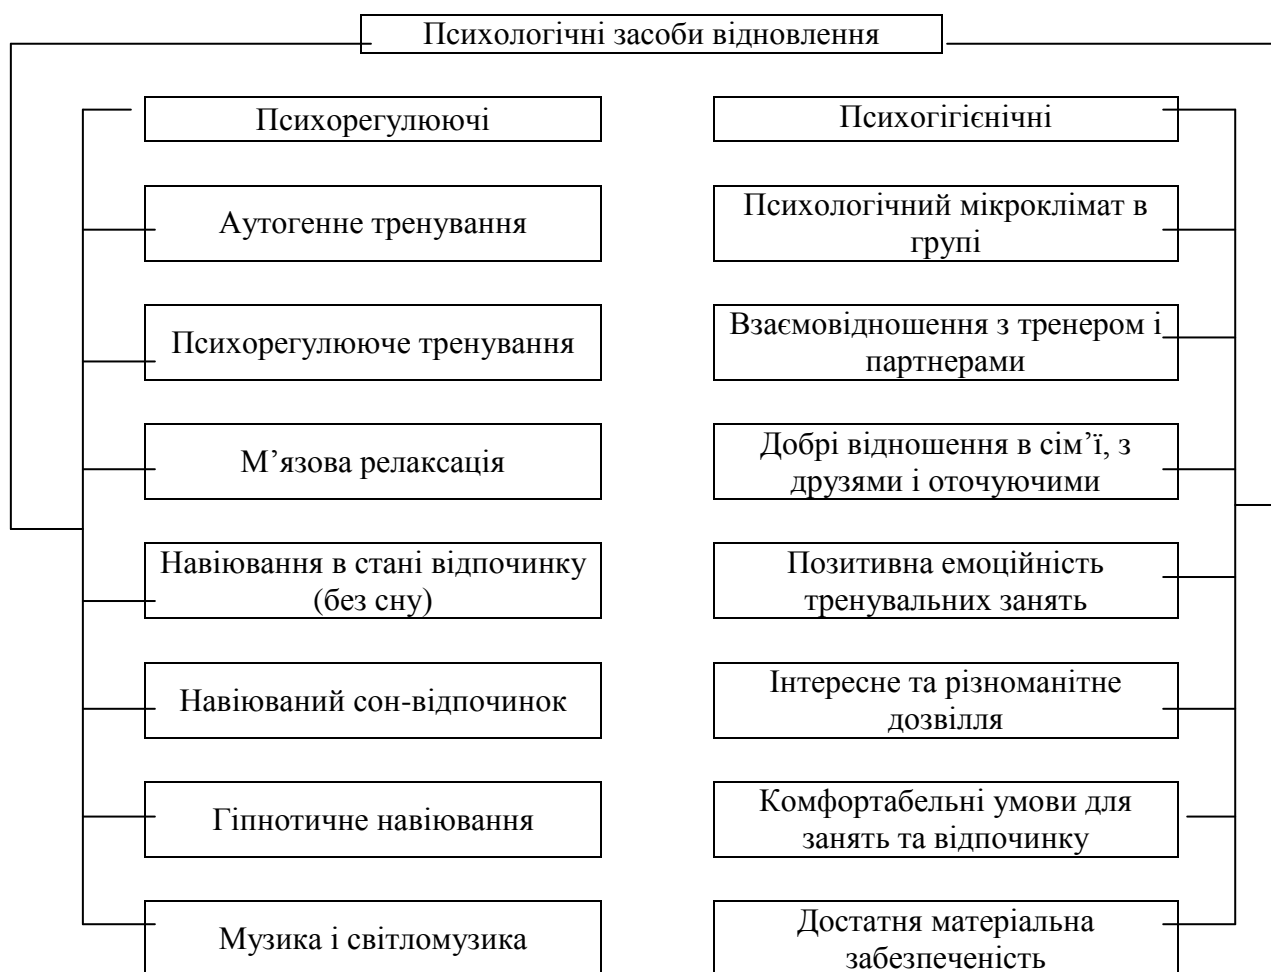 Психологічні засоби відновлення
Психорегулюючі
Аутогенне тренування
Психорегулююче тренування
М’язова релаксація
Навіювання в стані відпочинку
(без сну)
Навіюваний сон-відпочинок
Гіпнотичне навіювання
Музика і світломузика
Психогігієнічні
Психологічний мікроклімат в
групі
Взаємовідношення з тренером і
партнерами
Добрі відношення в сім’ї, з
друзями і оточуючими
Позитивна емоційність
тренувальних занять
Інтересне та різноманітне
дозвілля
Комфортабельні умови для
занять та відпочинку
Достатня матеріальна
забезпеченість